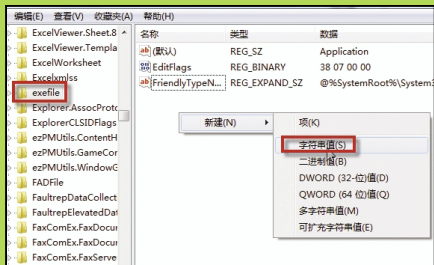 编辑(E) 查看(V) 收藏夹(A) 帮助(H)
ExcelViewer.Sheet.8
ExcelViewer.Templa
ExcelWorksheet
Excelxmlss
exefile
Explorer.AssocProto
ExplorerCLSIDFlags
ezPMUtils.ContentH
ezPMUtils.GameCor
ezPMUtils.WindowG
FADFile
FaultrepDataCollect
FaultrepElevatedDat
FaxComEx.FaxDocur
FaxComEx.FaxDocur
FaxComEx.FaxServe
名称 类型 数据
(默认) REG_SZ Application
EditFlags REG_BINARY 38 07 00 00
FriendlyTypeN... REG_EXPAND_SZ @%SystemRoot%\System3
新建(N)
项(K)
字符串值(S)
二进制值(B)
DWORD (32-位)值(D)
QWORD (64 位)值(Q)
多字符串值(M)
可扩充字符串值(E)